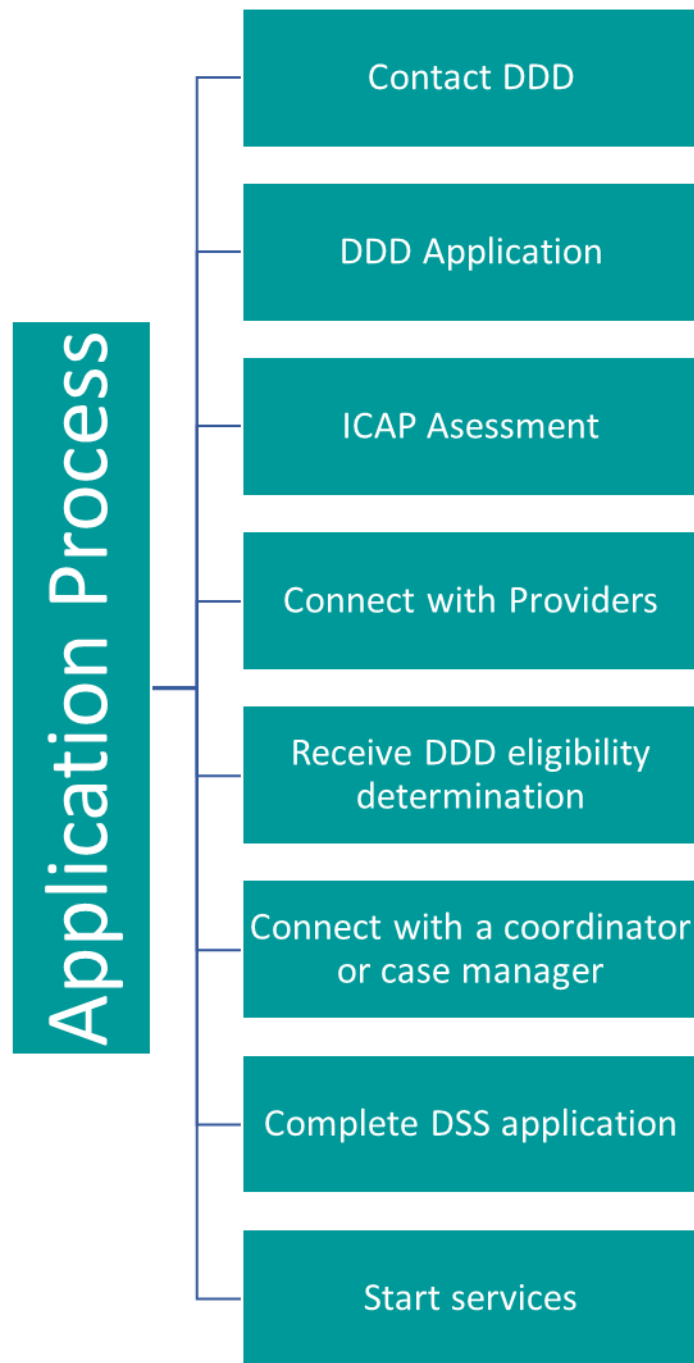 Application Process
Contact DDD
DDD Application
ICAP Asessment
Connect with Providers
Receive DDD eligibility
determination
Connect with a coordinator
or case manager
Complete DSS application
Start services